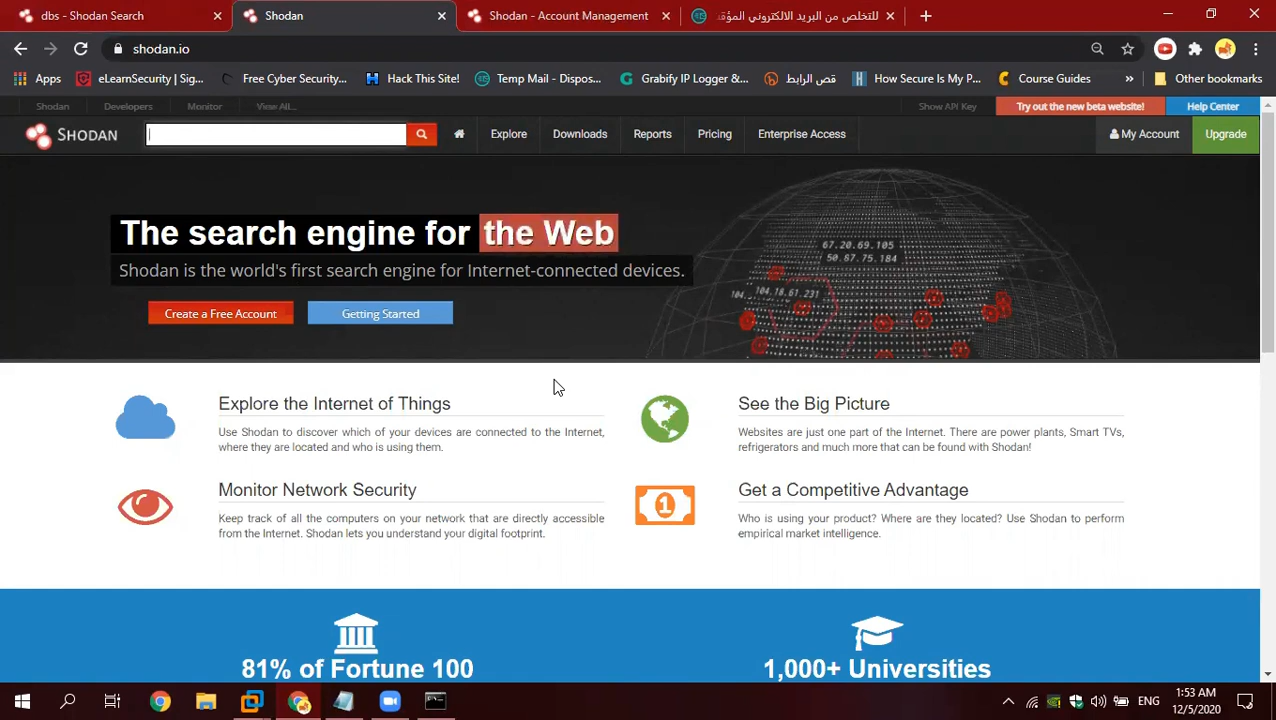 dbs - Shodan Search
Shodan
Shodan - Account Management
للتخلص من البريد الالكتروني المؤقت
shodan.io
Apps
eLearnSecurity | Sig...
Free Cyber Security...
Hack This Site!
Temp Mail - Dispos...
Grabify IP Logger &...
قص الرابط
How Secure Is My P...
Course Guides
»
Other bookmarks
Shodan
Developers
Monitor
View All...
Show API Key
Try out the new beta website!
Help Center
SHODAN
Explore
Downloads
Reports
Pricing
Enterprise Access
My Account
Upgrade
The search engine for the Web
Shodan is the world's first search engine for Internet-connected devices.
Create a Free Account
Getting Started
67.20.69.105
50.87.75.184
104.18.61.231
104.
Explore the Internet of Things
Use Shodan to discover which of your devices are connected to the Internet,
where they are located and who is using them.
See the Big Picture
Websites are just one part of the Internet. There are power plants, Smart TVs,
refrigerators and much more that can be found with Shodan!
Monitor Network Security
Keep track of all the computers on your network that are directly accessible
from the Internet. Shodan lets you understand your digital footprint.
1
Get a Competitive Advantage
Who is using your product? Where are they located? Use Shodan to perform
empirical market intelligence.
81% of Fortune 100
1,000+ Universities
ENG
1:53 AM
12/5/2020